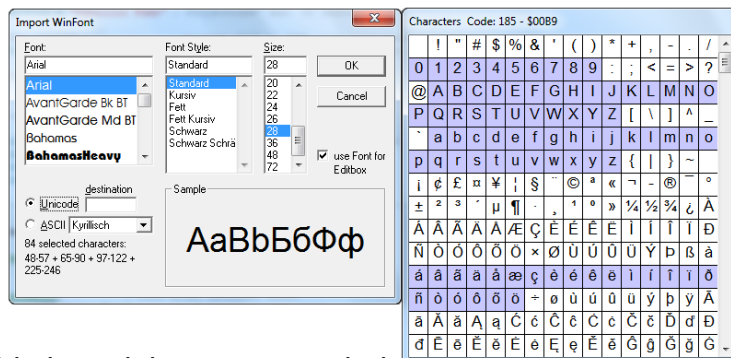 Import WinFont
Font:
Font Style:
Size:
Arial
Standard
28
OK
Arial
AvantGarde Bk BT
AvantGarde Md BT
Bahamas
BahamasHeavy
Standard
Kursiv
Fett
Fett Kursiv
Schwarz
Schwarz Schrä
20
22
24
26
28
36
48
72
Cancel
use Font for
Editbox
destination
Unicode
ASCII Kyrillisch
84 selected characters:
48-57 + 65-90 + 97-122 +
225-246
Sample
АаВbБбФф
Characters Code: 185 - $00B9
! " # $ % & ' ( ) * + , - . /
0 1 2 3 4 5 6 7 8 9 : ; < = > ?
@ A B C D E F G H I J K L M N O
P Q R S T U V W X Y Z [ \ ] ^ _
` a b c d e f g h i j k l m n o
p q r s t u v w x y z { | } ~
¡ ¢ £ ¤ ¥ ¦ § ¨ © ª « ¬ - ® ¯ °
± ² ³ ´ µ ¶ · ¸ ¹ º » ¼ ½ ¾ ¿ À
Á Â Ã Ä Å Æ Ç È É Ê Ë Ì Í Î Ï Ð
Ñ Ò Ó Ô Õ Ö × Ø Ù Ú Û Ü Ý Þ ß à
á â ã ä å æ ç è é ê ë ì í î ï ð
ñ ò ó ô õ ö ÷ ø ù ú û ü ý þ ÿ Ā
ā Ă ă Ą ą Ć ć Ĉ ĉ Ċ ċ Č č Ď ď Đ
đ Ē ē Ĕ ĕ Ė ė Ę ę Ě ě Ĝ ĝ Ğ ğ Ġ